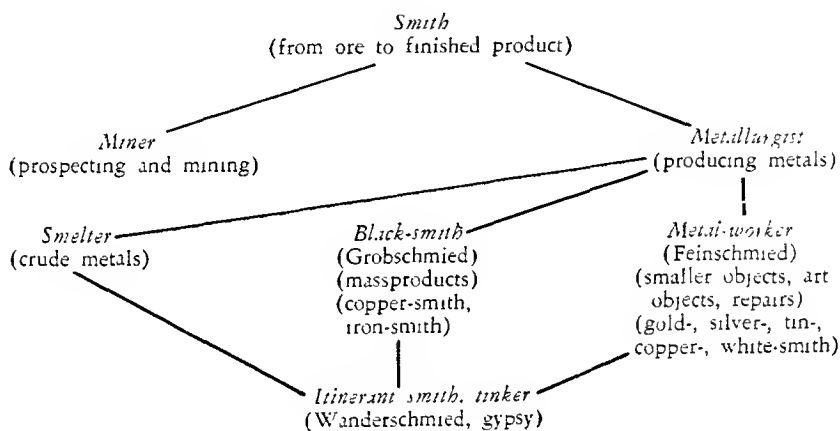 Smith
(from ore to finished product)
Miner
(prospecting and mining)
Metallurgist
(producing metals)
Smelter
(crude metals)
Black-smith
(Grobschmied)
(massproducts)
(copper-smith,
iron-smith)
Metal-worker
(Feinschmied)
(smaller objects, art
objects, repairs)
(gold-, silver-, tin-,
copper-, white-smith)
Itinerant smith, tinker
(Wanderschmied, gypsy)